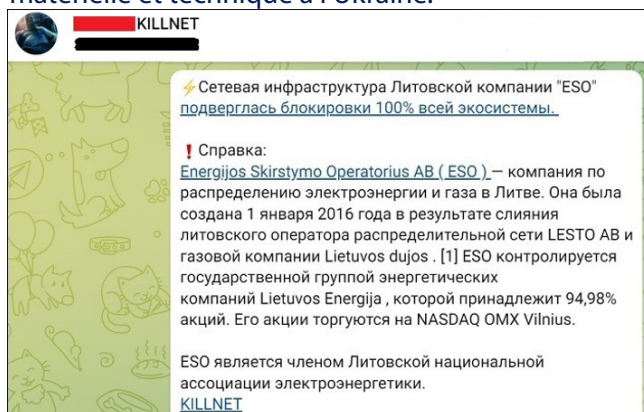 matérielle et technique à l'Ukraine.
KILLNET
⚡Сетевая инфраструктура Литовской компании "ESO"
подверглась блокировки 100% всей экосистемы.
❗ Справка:
Energijos Skirstymo Operatorius AB ( ESO ) — компания по
распределению электроэнергии и газа в Литве. Она была
создана 1 января 2016 года в результате слияния
литовского оператора распределительной сети LESTO AB и
газовой компании Lietuvos dujos . [1] ESO контролируется
государственной группой энергетических
компаний Lietuvos Energija , которой принадлежит 94,98%
акций. Его акции торгуются на NASDAQ OMX Vilnius.
ESO является членом Литовской национальной
ассоциации электроэнергетики.
KILLNET